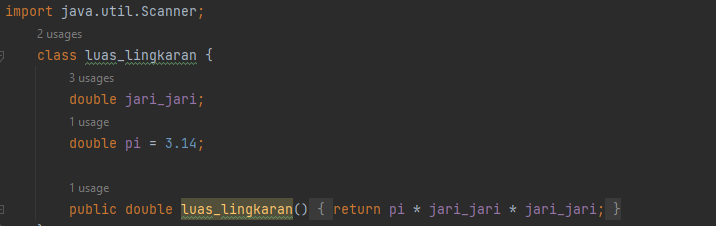 import java.util.Scanner;
2 usages
class luas_lingkaran {
3 usages
double jari_jari;
1 usage
double pi = 3.14;
1 usage
public double luas_lingkaran() { return pi * jari_jari * jari_jari; }